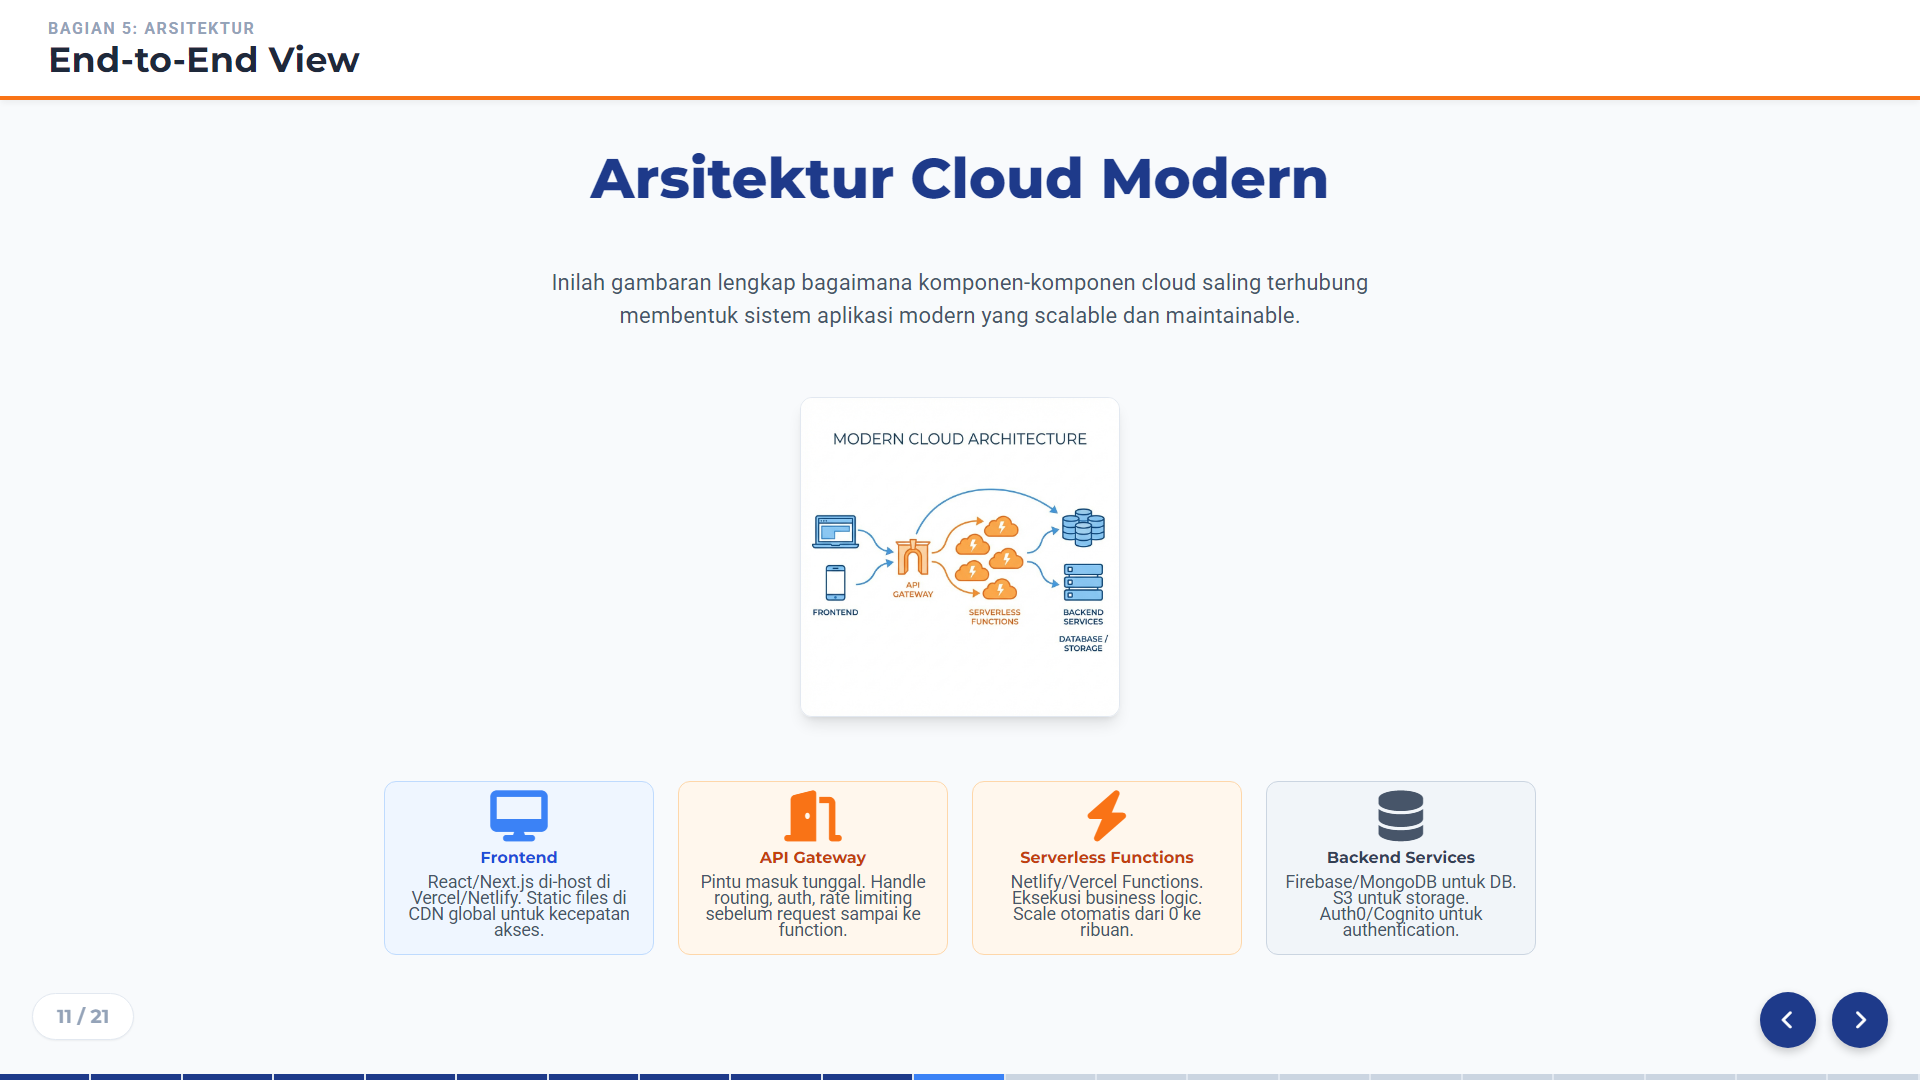 BAGIAN 5: ARSITEKTUR
End-to-End View
Arsitektur Cloud Modern
Inilah gambaran lengkap bagaimana komponen-komponen cloud saling terhubung
membentuk sistem aplikasi modern yang scalable dan maintainable.
MODERN CLOUD ARCHITECTURE
FRONTEND
API
GATEWAY
SERVERLESS
FUNCTIONS
BACKEND
SERVICES
DATABASE /
STORAGE
Frontend
React/Next.js di-host di
Vercel/Netlify. Static files di
CDN global untuk kecepatan
akses.
API Gateway
Pintu masuk tunggal. Handle
routing, auth, rate limiting
sebelum request sampai ke
function.
Serverless Functions
Netlify/Vercel Functions.
Eksekusi business logic.
Scale otomatis dari 0 ke
ribuan.
Backend Services
Firebase/MongoDB untuk DB.
S3 untuk storage.
Auth0/Cognito untuk
authentication.
11 / 21